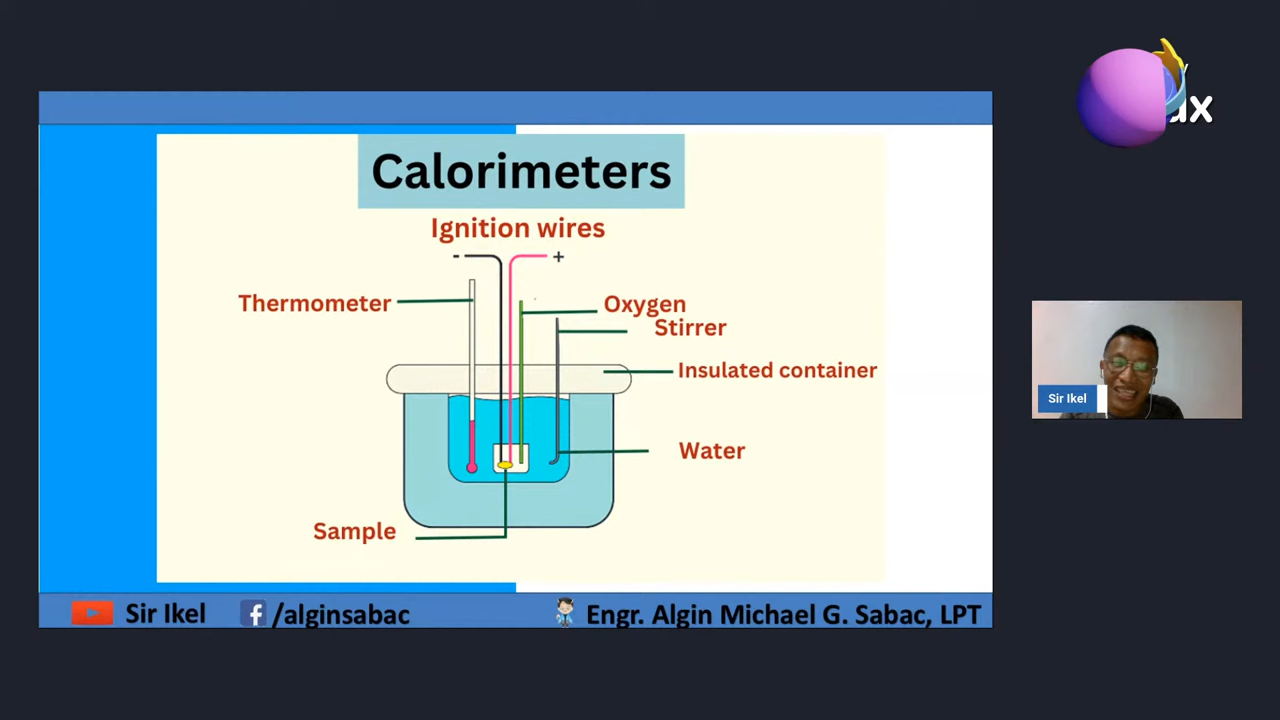 Calorimeters
Ignition wires
- +
Thermometer
Oxygen
Stirrer
Insulated container
Water
Sample
Sir Ikel
Sir Ikel /alginsabac Engr. Algin Michael G. Sabac, LPT